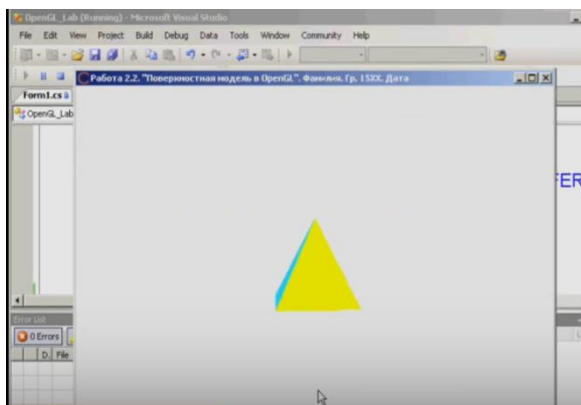 OpenGL_Lab (Running) - Microsoft Visual Studio
File Edit View Project Build Debug Data Tools Window Community Help
Работа 2.2. "Поверхностная модель в OpenGL". Фамилия. Гр. 15XX. Дата
Form1.cs
OpenGL_Lab
FER
Error List
0 Errors
D. File